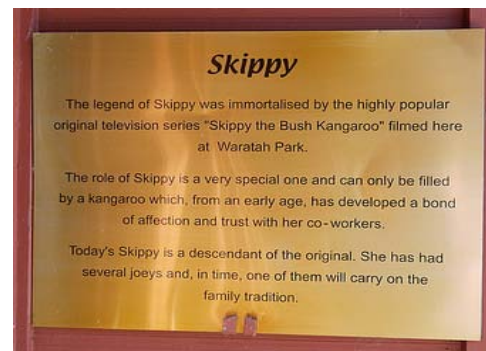 Skippy
The legend of Skippy was immortalised by the highly popular
original television series "Skippy the Bush Kangaroo" filmed here
at Waratah Park.
The role of Skippy is a very special one and can only be filled
by a kangaroo which, from an early age, has developed a bond
of affection and trust with her co-workers.
Today's Skippy is a descendant of the original. She has had
several joeys and, in time, one of them will carry on the
family tradition.